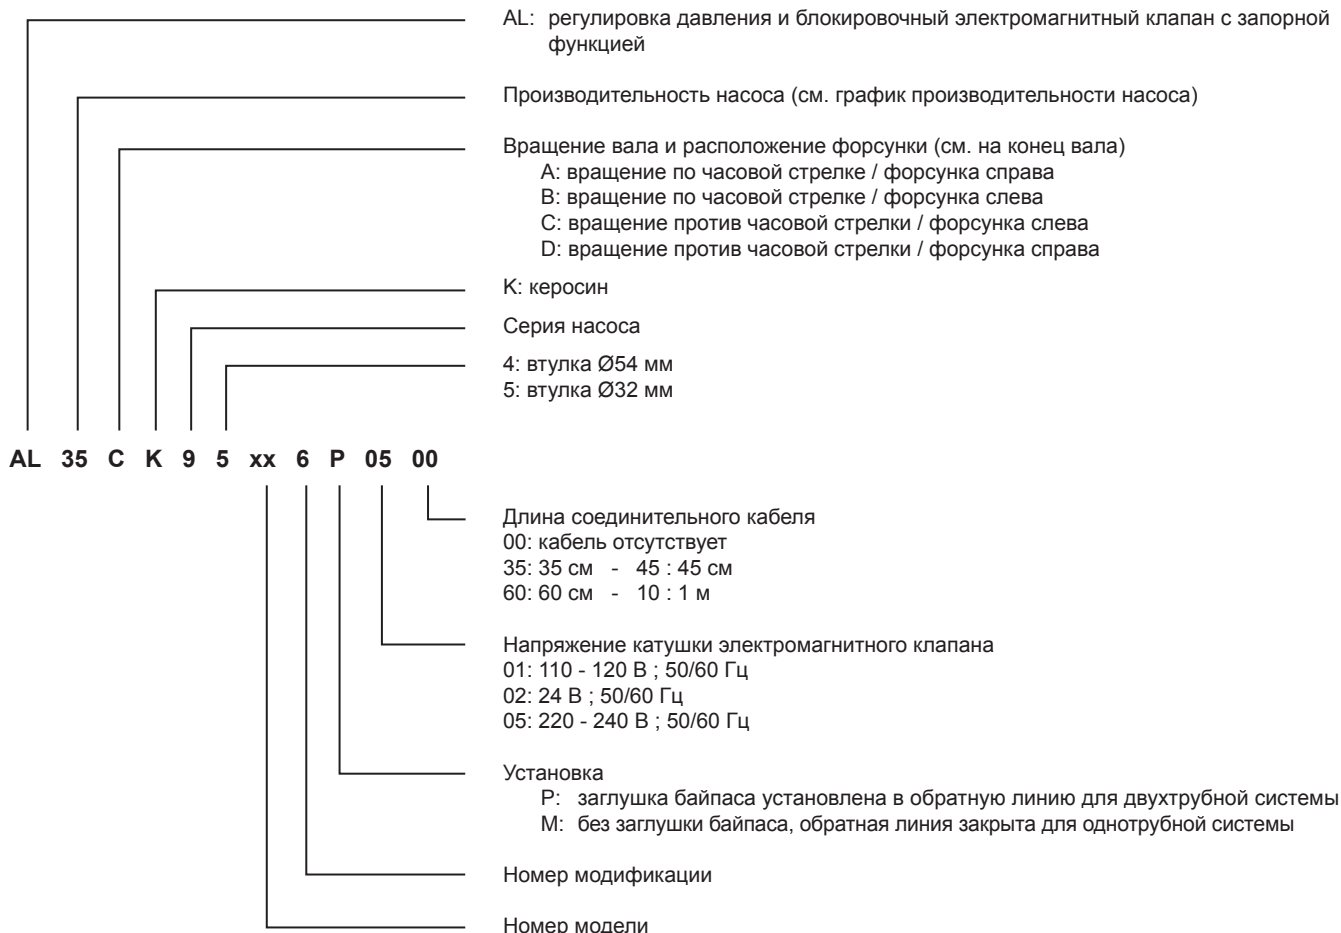 AL: регулировка давления и блокировочный электромагнитный клапан с запорной
функцией
Производительность насоса (см. график производительности насоса)
Вращение вала и расположение форсунки (см. на конец вала)
A: вращение по часовой стрелке / форсунка справа
B: вращение по часовой стрелке / форсунка слева
C: вращение против часовой стрелки / форсунка слева
D: вращение против часовой стрелки / форсунка справа
K: керосин
Серия насоса
4: втулка Ø54 мм
5: втулка Ø32 мм
AL 35 C K 9 5 xx 6 P 05 00
Длина соединительного кабеля
00: кабель отсутствует
35: 35 см - 45 : 45 см
60: 60 см - 10 : 1 м
Напряжение катушки электромагнитного клапана
01: 110 - 120 В ; 50/60 Гц
02: 24 В ; 50/60 Гц
05: 220 - 240 В ; 50/60 Гц
Установка
P: заглушка байпаса установлена в обратную линию для двухтрубной системы
M: без заглушки байпаса, обратная линия закрыта для однотрубной системы
Номер модификации
Номер модели